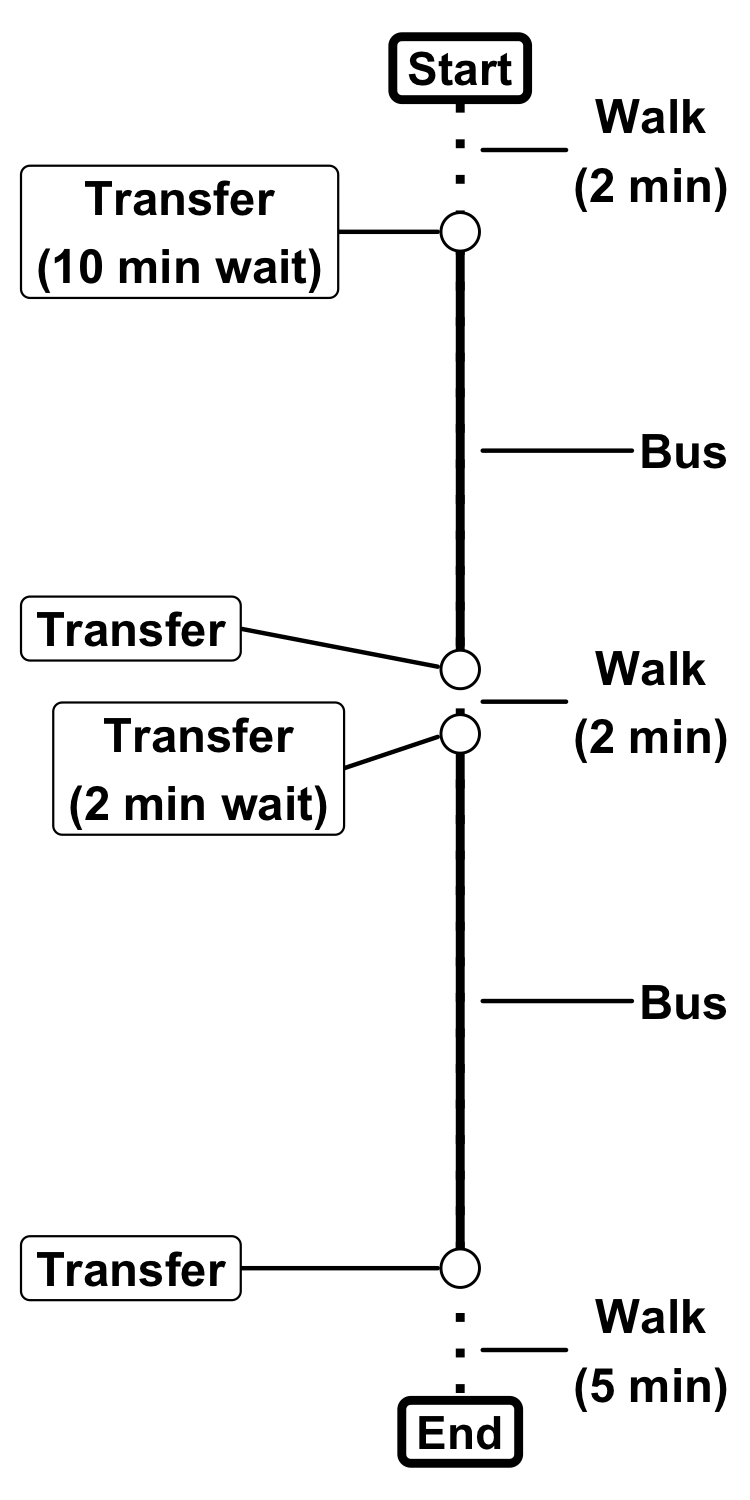 Start
Walk
(2 min)
Transfer
(10 min wait)
Bus
Transfer
Walk
(2 min)
Transfer
(2 min wait)
Bus
Transfer
Walk
(5 min)
End